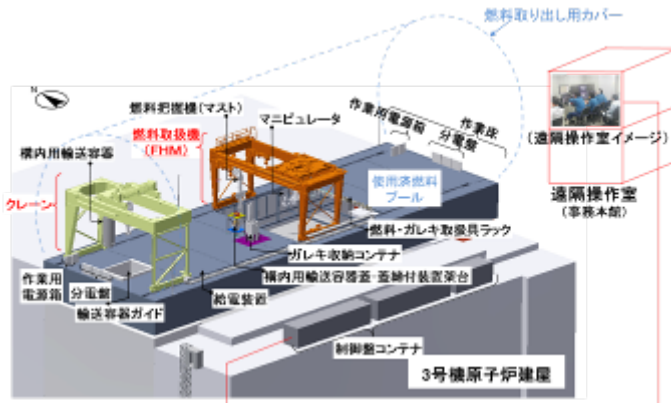 燃料取り出し用カバー
N
燃料把握機(マスト)
マニピュレータ
作業用電源箱
作業床
分電盤
燃料取扱機
(FHM)
構内用輸送容器
クレーン
使用済燃料
プール
(遠隔操作室イメージ)
遠隔操作室
(事務本館)
燃料・ガレキ取扱具ラック
ガレキ収納コンテナ
構内用輸送容器蓋・蓋締付装置架台
作業用
電源箱
分電盤
給電装置
輸送容器ガイド
制御盤コンテナ
3号機原子炉建屋